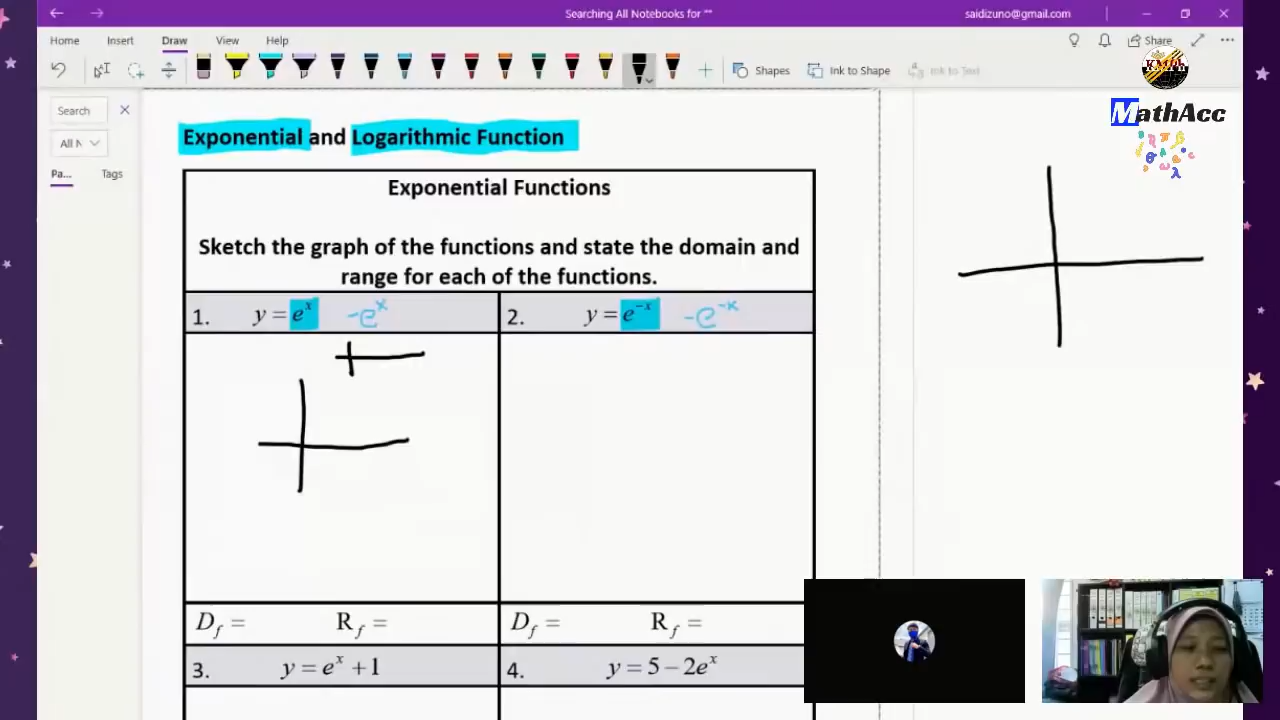 Searching All Notebooks for ""
saidizuno@gmail.com
Home Insert Draw View Help
Share
Shapes
Ink to Shape
Ink to Text
KMPk
MathAcc
Search
All N
Pa...
Tags
Exponential and Logarithmic Function
Exponential Functions
Sketch the graph of the functions and state the domain and
range for each of the functions.
1. y = e^x -e^x
2. y = e^{-x} -e^{-x}
D_f = R_f =
D_f = R_f =
3. y = e^x + 1
4. y = 5 - 2e^x